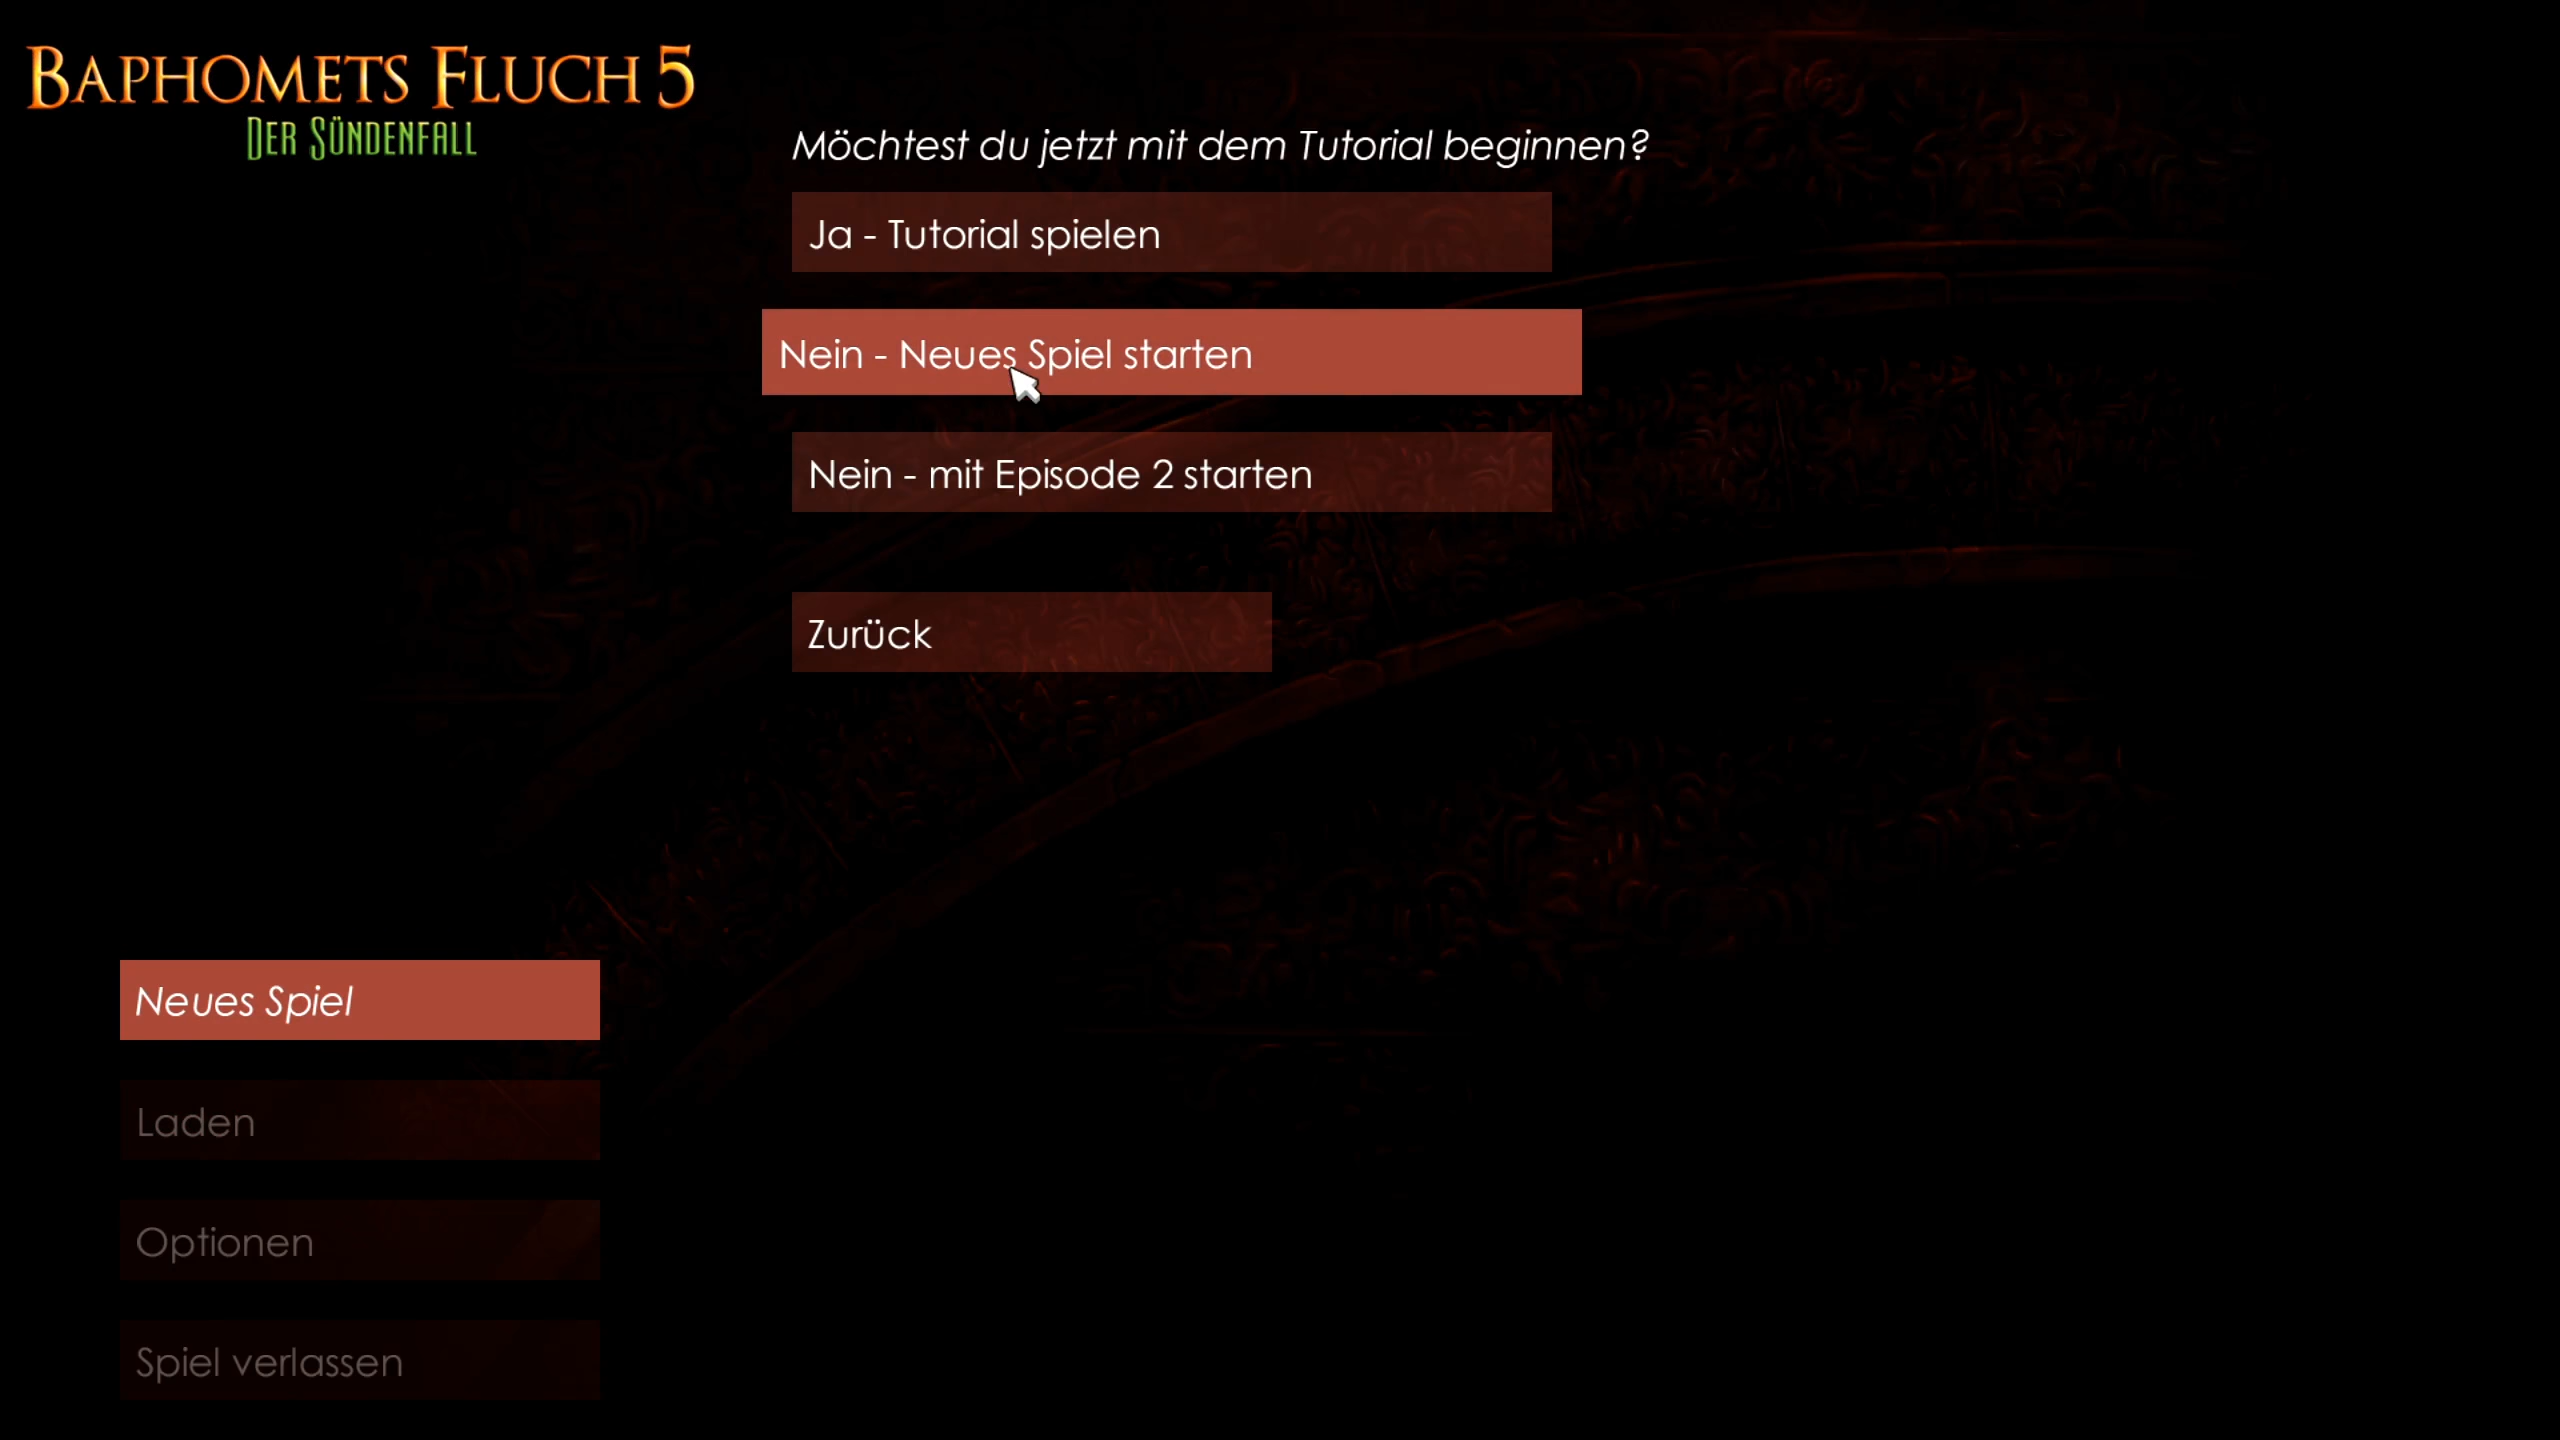 BAPHOMETS FLUCH 5
DER SÜNDENFALL
Möchtest du jetzt mit dem Tutorial beginnen?
Ja - Tutorial spielen
Nein - Neues Spiel starten
Nein - mit Episode 2 starten
Zurück
Neues Spiel
Laden
Optionen
Spiel verlassen